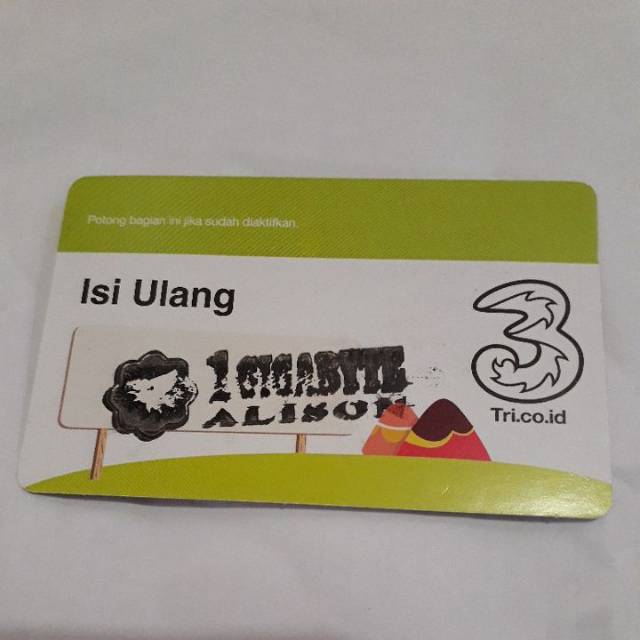 Potong bagian ini jika sudah diaktifkan.
Isi Ulang
1 GIGABYTE
ALISON
3
Tri.co.id